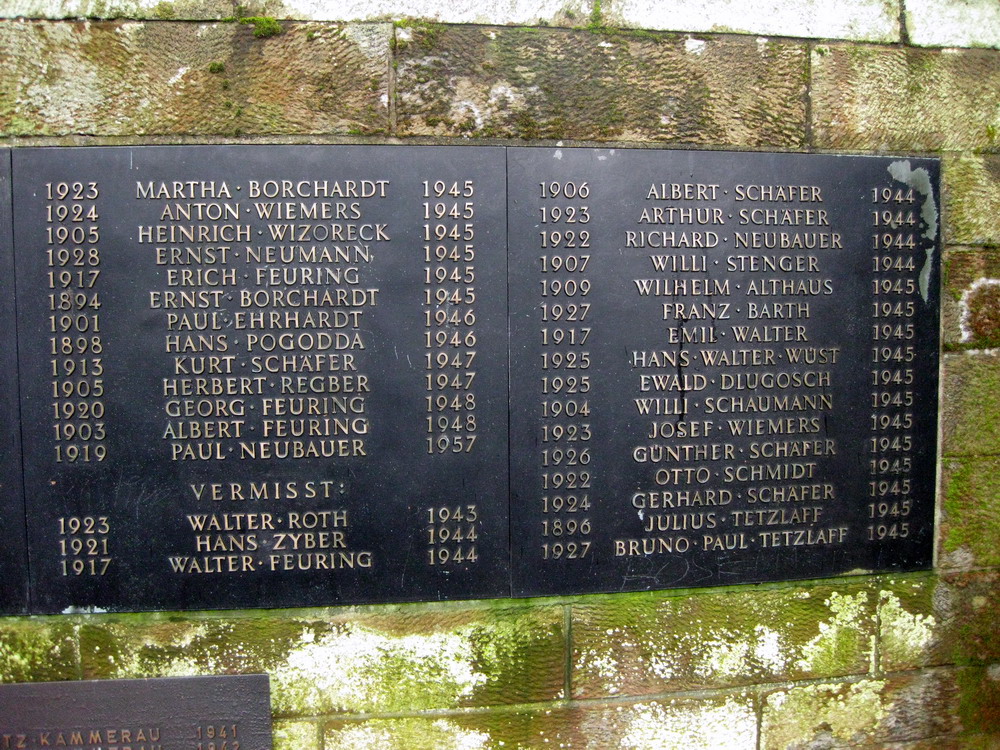 1923 MARTHA·BORCHARDT 1945
1924 ANTON·WIEMERS 1945
1905 HEINRICH·WIZORECK 1945
1928 ERNST·NEUMANN 1945
1917 ERICH·FEURING 1945
1894 ERNST·BORCHARDT 1945
1901 PAUL·EHRHARDT 1946
1898 HANS·POGODDA 1946
1913 KURT·SCHÄFER 1947
1905 HERBERT·REGBER 1947
1920 GEORG·FEURING 1948
1903 ALBERT·FEURING 1948
1919 PAUL·NEUBAUER 1957
VERMISST:
1923 WALTER·ROTH 1943
1921 HANS·ZYBER 1944
1917 WALTER·FEURING 1944
1906 ALBERT·SCHÄFER 1944
1923 ARTHUR·SCHÄFER 1944
1922 RICHARD·NEUBAUER 1944
1907 WILLI·STENGER 1944
1909 WILHELM·ALTHAUS 1945
1927 FRANZ·BARTH 1945
1917 EMIL·WALTER 1945
1925 HANS·WALTER·WÜST 1945
1925 EWALD·DLUGOSCH 1945
1904 WILLI·SCHAUMANN 1945
1923 JOSEF·WIEMERS 1945
1926 GÜNTHER·SCHÄFER 1945
1922 OTTO·SCHMIDT 1945
1924 GERHARD·SCHÄFER 1945
1896 JULIUS·TETZLAFF 1945
1927 BRUNO·PAUL·TETZLAFF 1945
TZ·KAMMERAU 1941
1942